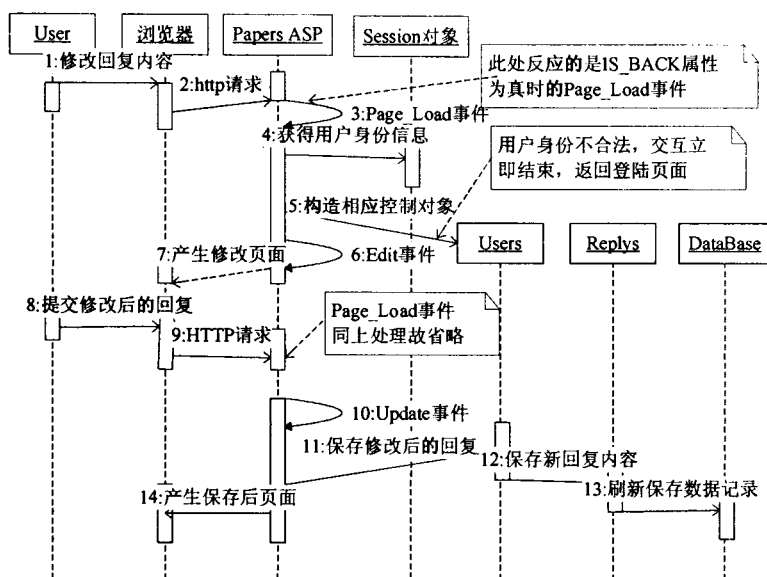 User
浏览器
Papers ASP
Session对象
1:修改回复内容
2:http请求
此处反应的是IS_BACK属性
为真时的Page_Load事件
3:Page_Load事件
4:获得用户身份信息
用户身份不合法，交互立
即结束，返回登陆页面
5:构造相应控制对象
Users
Replys
DataBase
7:产生修改页面
6:Edit事件
8:提交修改后的回复
Page_Load事件
同上处理故省略
9:HTTP请求
10:Update事件
11:保存修改后的回复
12:保存新回复内容
13:刷新保存数据记录
14:产生保存后页面